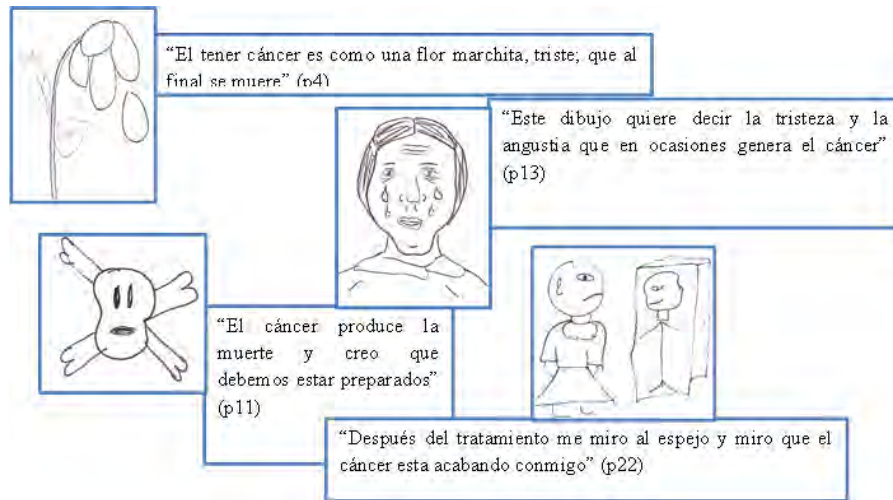 “El tener cáncer es como una flor marchita, triste; que al
final se muere” (p4)
“Este dibujo quiere decir la tristeza y la
angustia que en ocasiones genera el cáncer”
(p13)
“El cáncer produce la
muerte y creo que
debemos estar preparados”
(p11)
“Después del tratamiento me miro al espejo y miro que el
cáncer esta acabando conmigo” (p22)